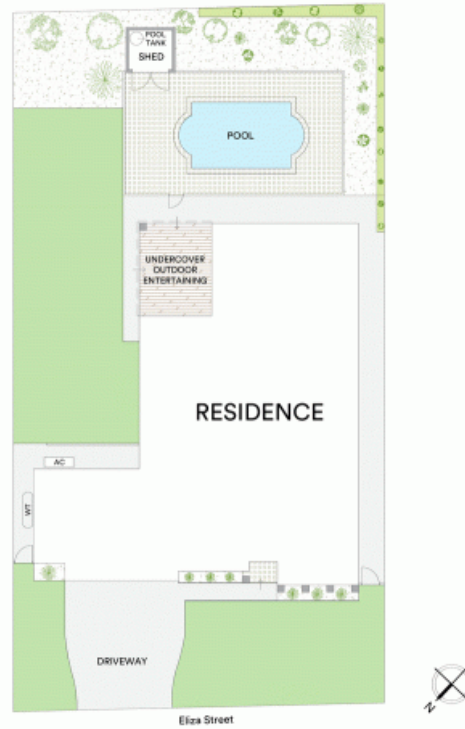 POOL
TANK
SHED
POOL
UNDERCOVER
OUTDOOR
ENTERTAINING
RESIDENCE
AC
WT
DRIVEWAY
Eliza Street
N